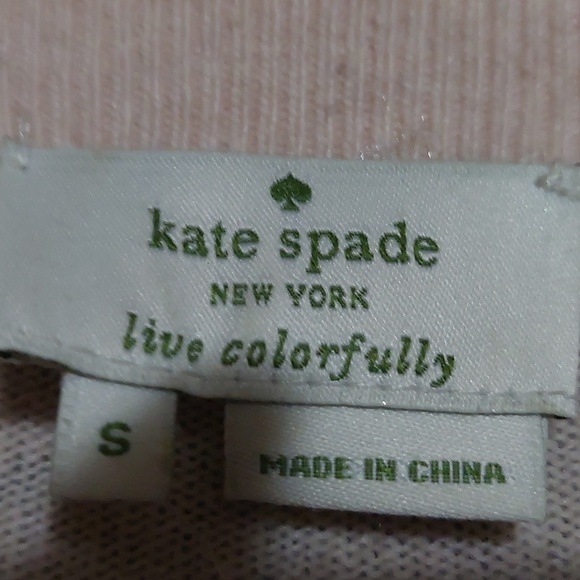 kate spade
NEW YORK
live colorfully
S
MADE IN CHINA